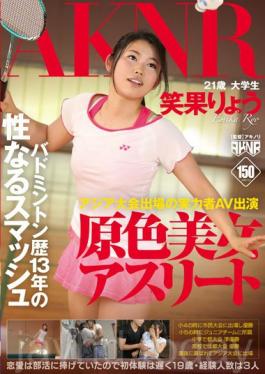 AKNR
21歳 大学生
笑果りょう
Emika Ryo
AKNR
150
バドミントン歴13年の
性なるスマッシュ
アジア大会出場の実力者AV出演
原色美女
アスリート
恋愛は部活に捧げていたので初体験は遅く19歳・経験人数は3人